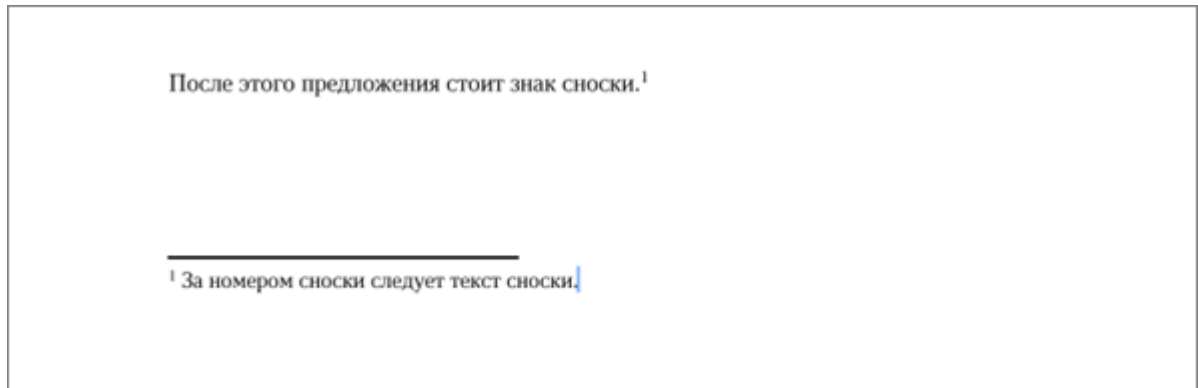 После этого предложения стоит знак сноски.¹
¹ За номером сноски следует текст сноски.